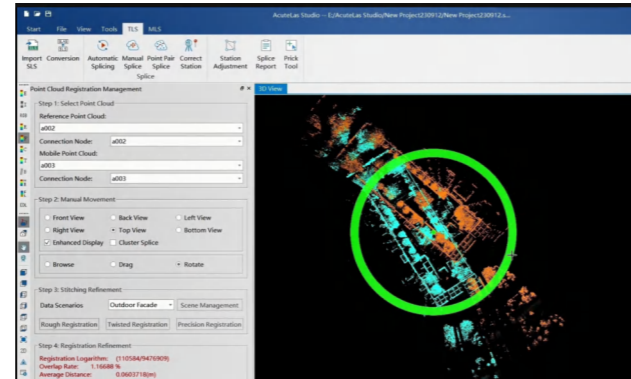 AcuteLas Studio -- E:/AcuteLas Studio/New Project230912/New Project230912.s...
Start File View Tools TLS MLS
Import SLS Conversion Automatic Splicing Manual Splice Point Pair Splice Correct Station Station Adjustment Splice Report Prick Tool
Splice
Point Cloud Registration Management
3D View
Step 1: Select Point Cloud
Reference Point Cloud:
a002
Connection Node: a002
Mobile Point Cloud:
a003
Connection Node: a003
Step 2: Manual Movement
Front View Back View Left View
Right View Top View Bottom View
Enhanced Display Cluster Splice
Browse Drag Rotate
Step 3: Stitching Refinement
Data Scenarios Outdoor Facade Scene Management
Rough Registration Twisted Registration Precision Registration
Step 4: Registration Refinement
Registration Logarithm: (110584/9476909)
Overlap Rate: 1.16688 %
Average Distance: 0.0603718(m)